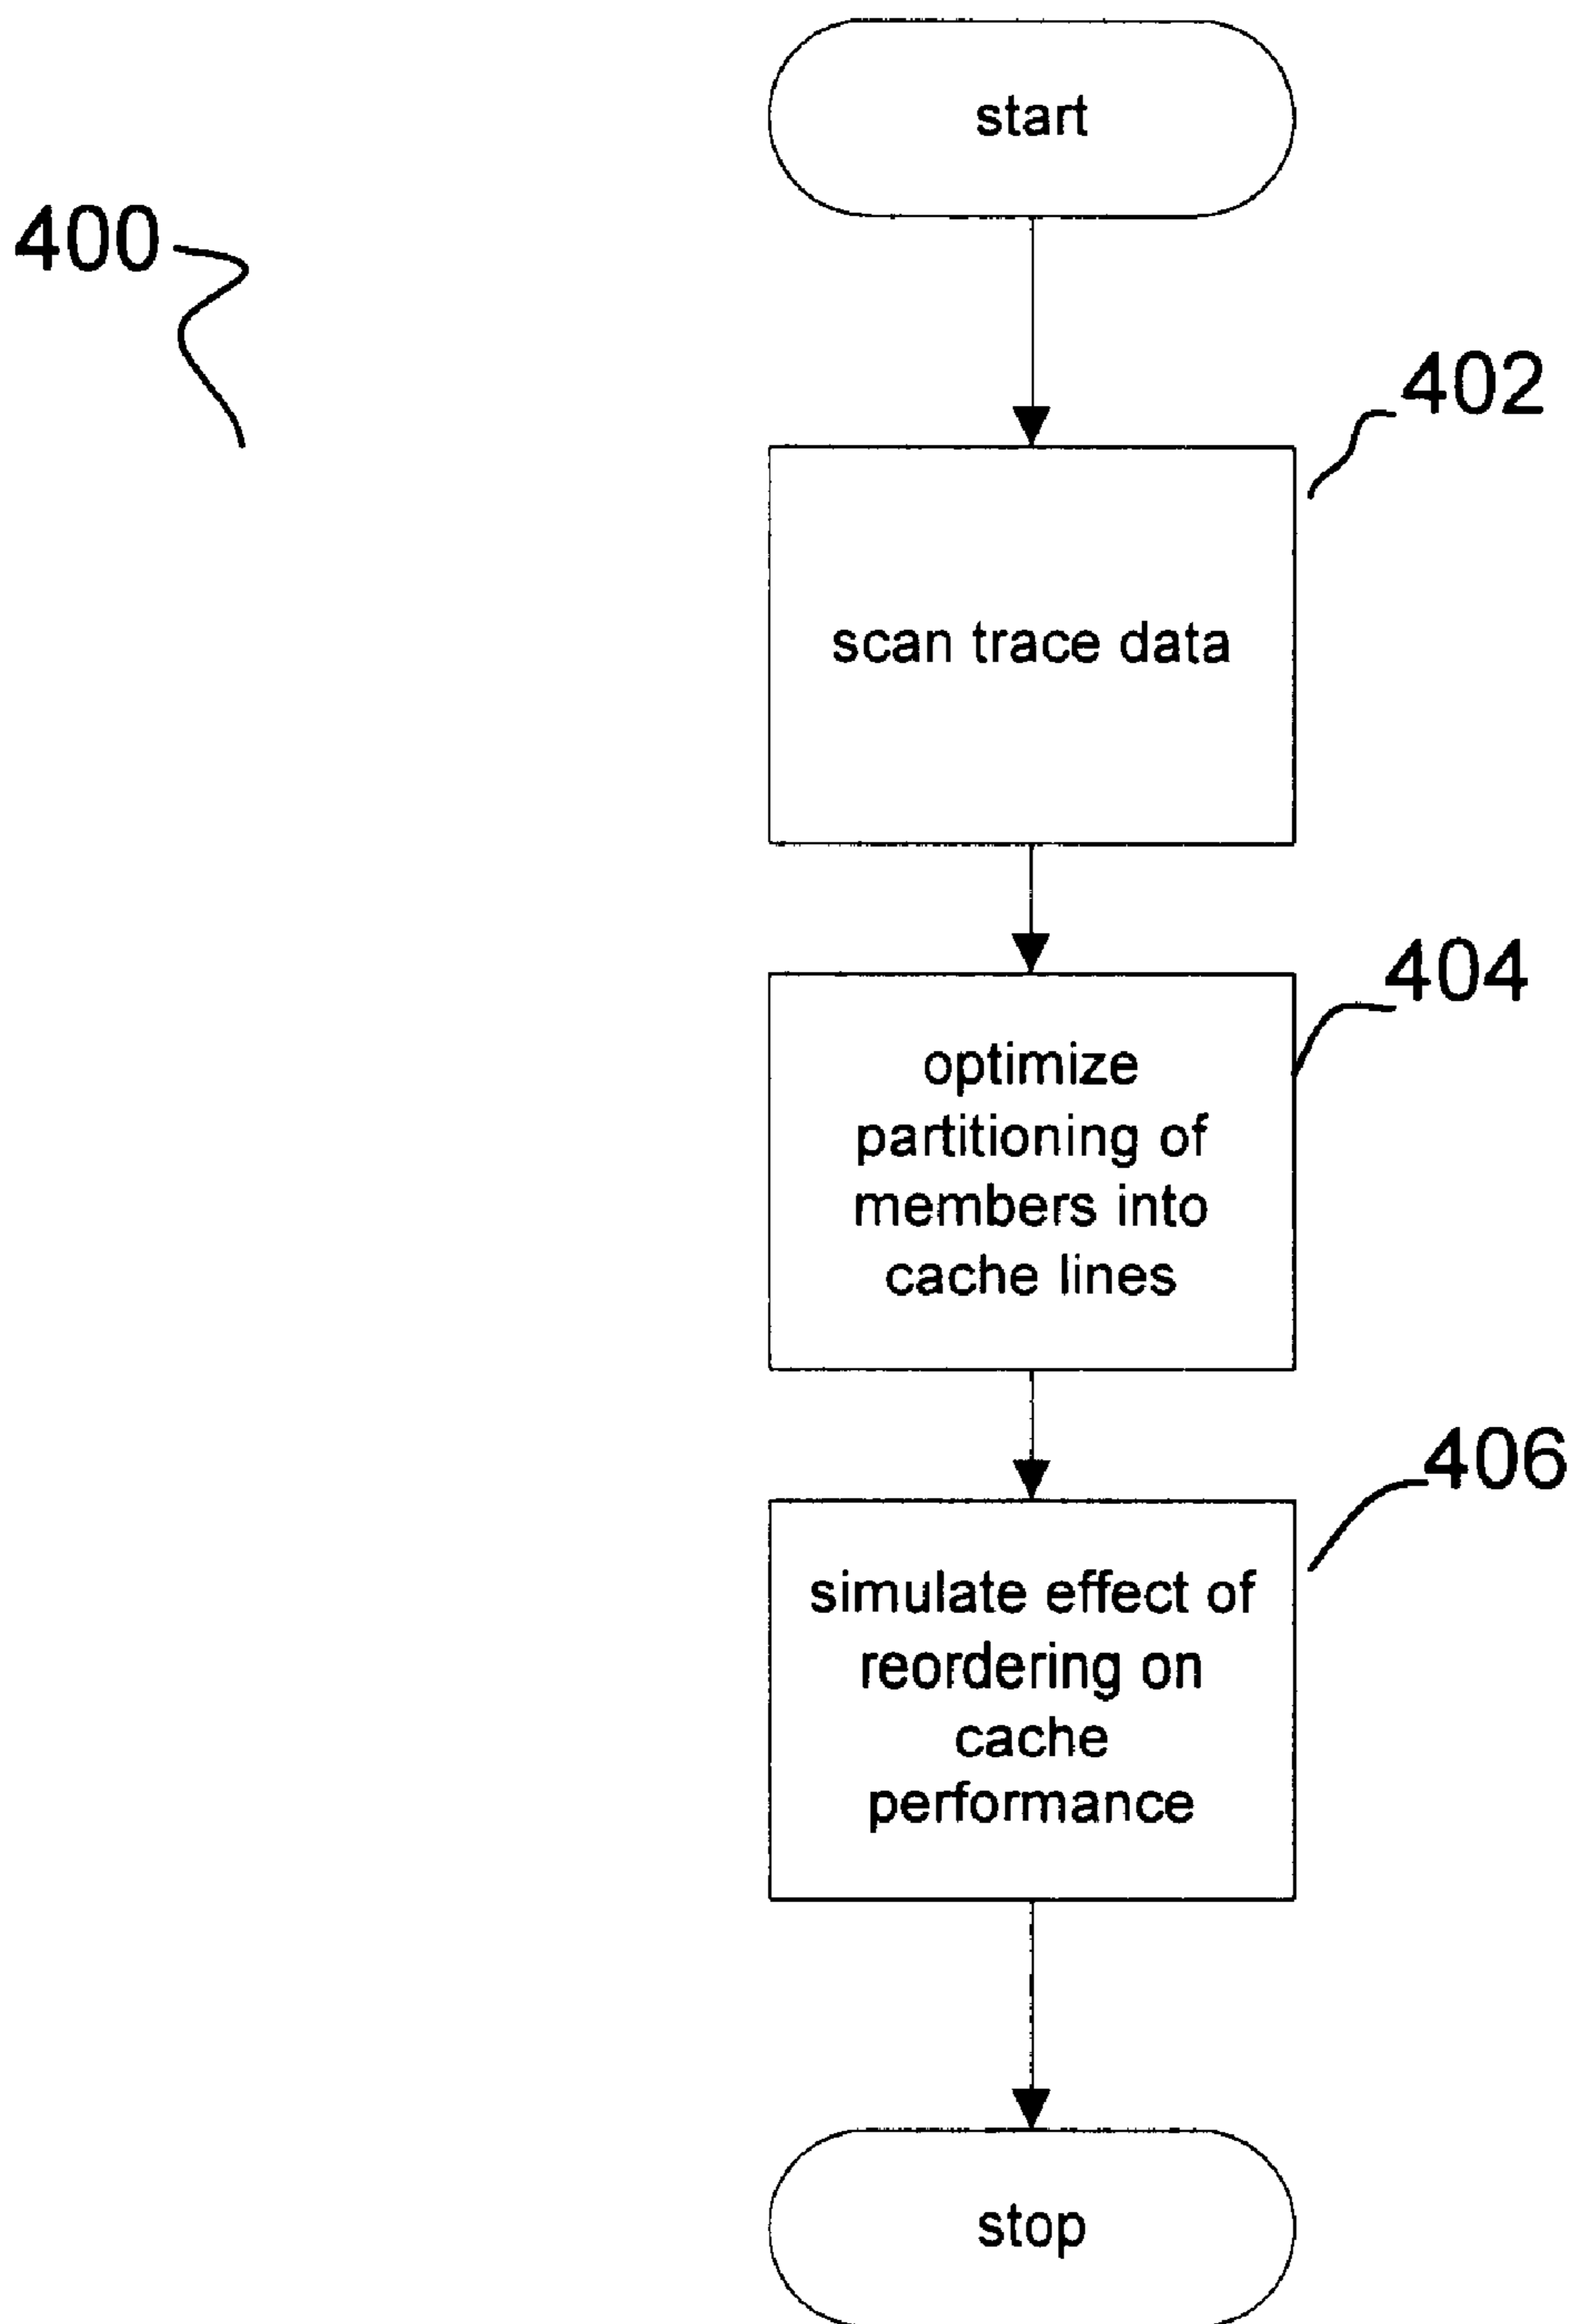 start
400
402
scan trace data
404
optimize
partitioning of
members into
cache lines
406
simulate effect of
reordering on
cache
performance
stop